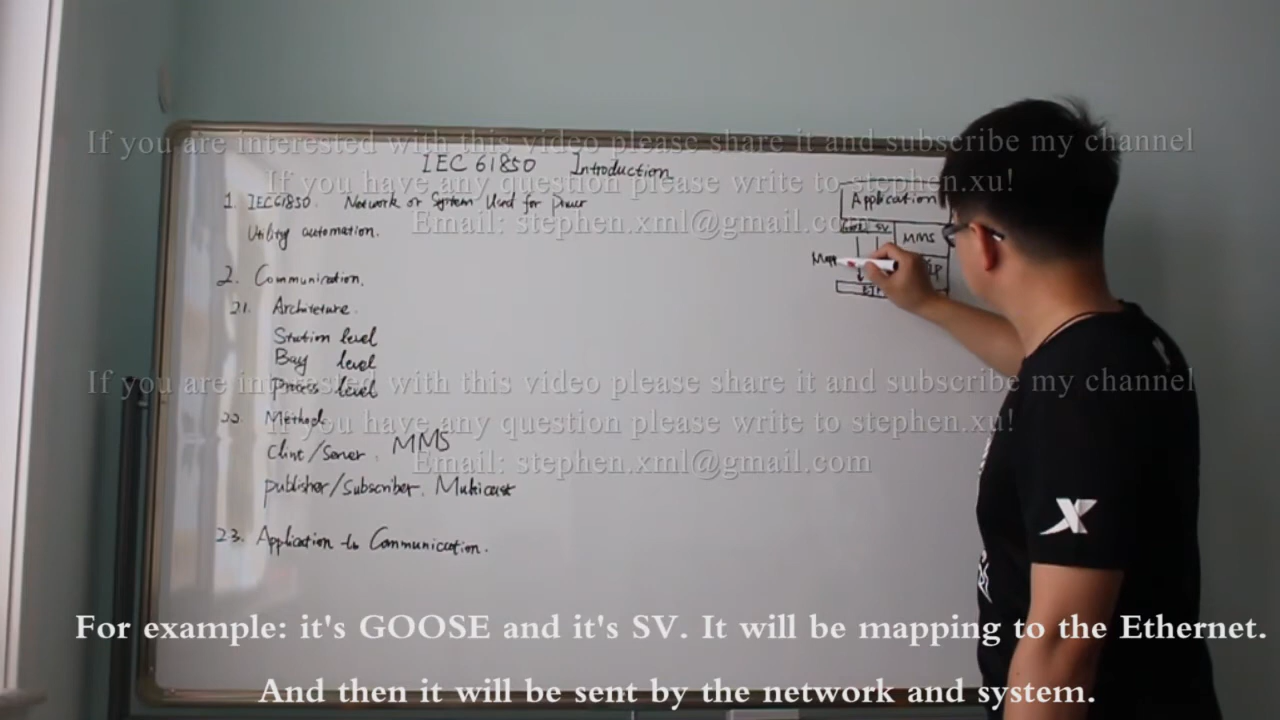 If you are interested with this video please share it and subscribe my channel
IEC 61850 Introduction
If you have any question please write to stephen.xu!
1. IEC61850. Network or System Used for Power
Application
Email: stephen.xml@gmail.com
Utility automation.
SV
MMS
Mapp
2. Communication.
21. Architeture.
Station level
Bay level
If you are interested with this video please share it and subscribe my channel
Process level
22. Method.
If you have any question please write to stephen.xu!
Clint/Server. MMS
Email: stephen.xml@gmail.com
publisher/Subscriber. Multicast
23. Application to Communication.
For example: it's GOOSE and it's SV. It will be mapping to the Ethernet.
And then it will be sent by the network and system.